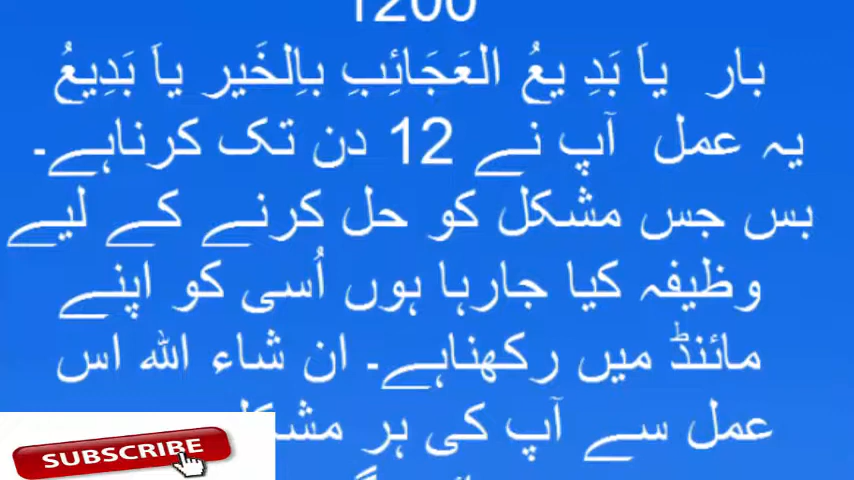 1200
بار یاَ بَدِ یعُ العَجَائِبِ باِلخَیر یاَ بَدِیعُ
یہ عمل آپ نے 12 دن تک کرناہے۔
بس جس مشکل کو حل کرنے کے لیے
وظیفہ کیا جارہا ہوں اُسی کو اپنے
مائنڈ میں رکھناہے۔ ان شاء اللہ اس
عمل سے آپ کی ہر
SUBSCRIBE